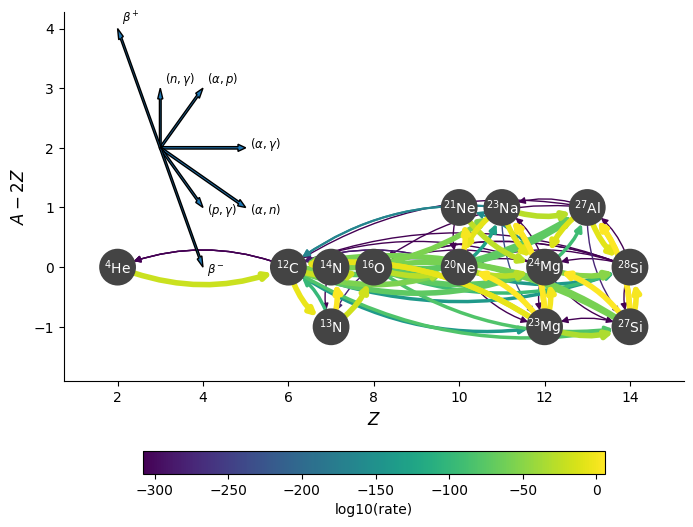 4
3
2
1
0
−1
A − 2Z
β⁺
(n, γ)
(α, p)
(α, γ)
(p, γ)
(α, n)
β⁻
²¹Ne
²³Na
²⁷Al
⁴He
¹²C
¹⁴N
¹⁶O
²⁰Ne
²⁴Mg
²⁸Si
¹³N
²³Mg
²⁷Si
2 4 6 8 10 12 14
Z
−300 −250 −200 −150 −100 −50 0
log10(rate)